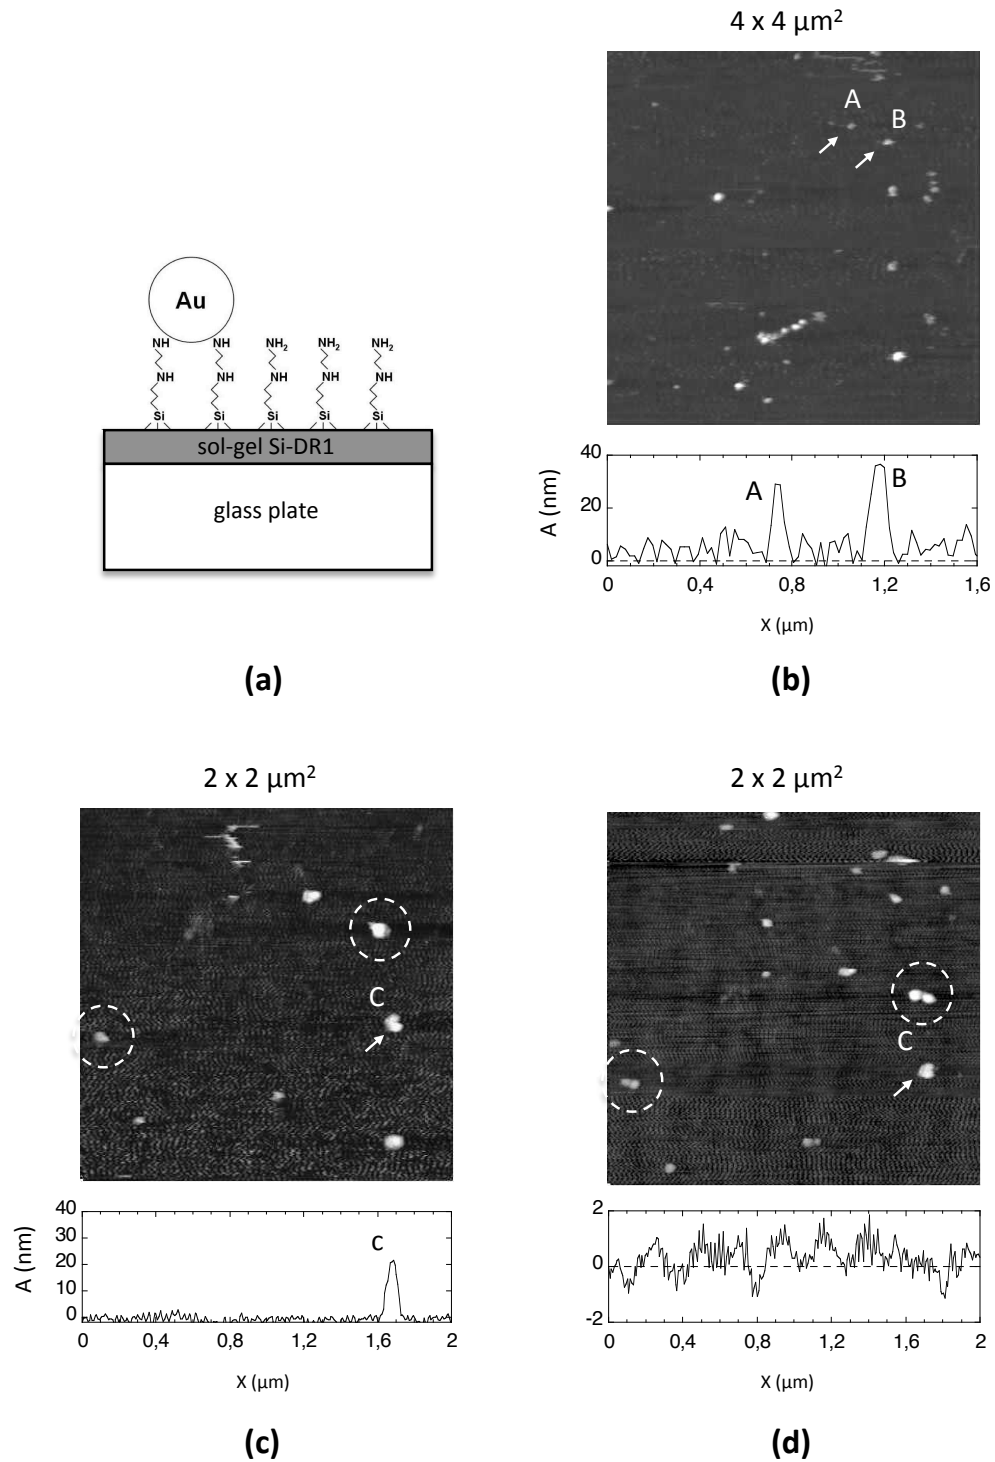 4 x 4 µm²
A
B
Au
NH NH NH₂ NH₂ NH₂
NH NH NH NH NH
Si Si Si Si Si
sol-gel Si-DR1
glass plate
A (nm)
40
20
0
A
B
0 0,4 0,8 1,2 1,6
X (µm)
(a)
(b)
2 x 2 µm²
2 x 2 µm²
C
C
A (nm)
40
30
20
10
0
C
0 0,4 0,8 1,2 1,6 2
X (µm)
2
0
-2
0 0,4 0,8 1,2 1,6 2
X (µm)
(c)
(d)